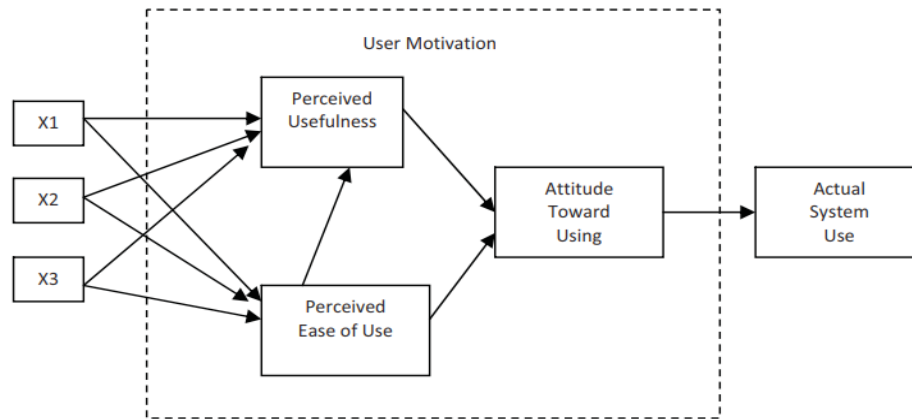 User Motivation
X1
X2
X3
Perceived
Usefulness
Perceived
Ease of Use
Attitude
Toward
Using
Actual
System
Use